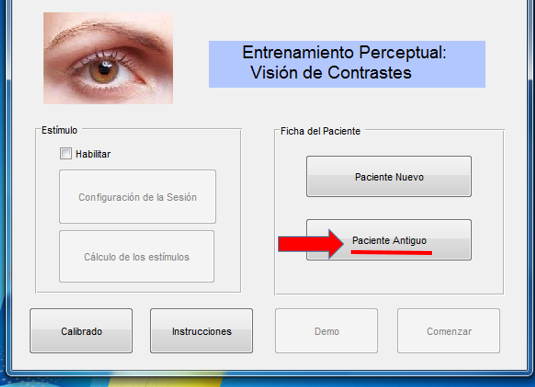 Entrenamiento Perceptual:
Visión de Contrastes
Estímulo
Habilitar
Configuración de la Sesión
Cálculo de los estímulos
Ficha del Paciente
Paciente Nuevo
Paciente Antiguo
Calibrado
Instrucciones
Demo
Comenzar